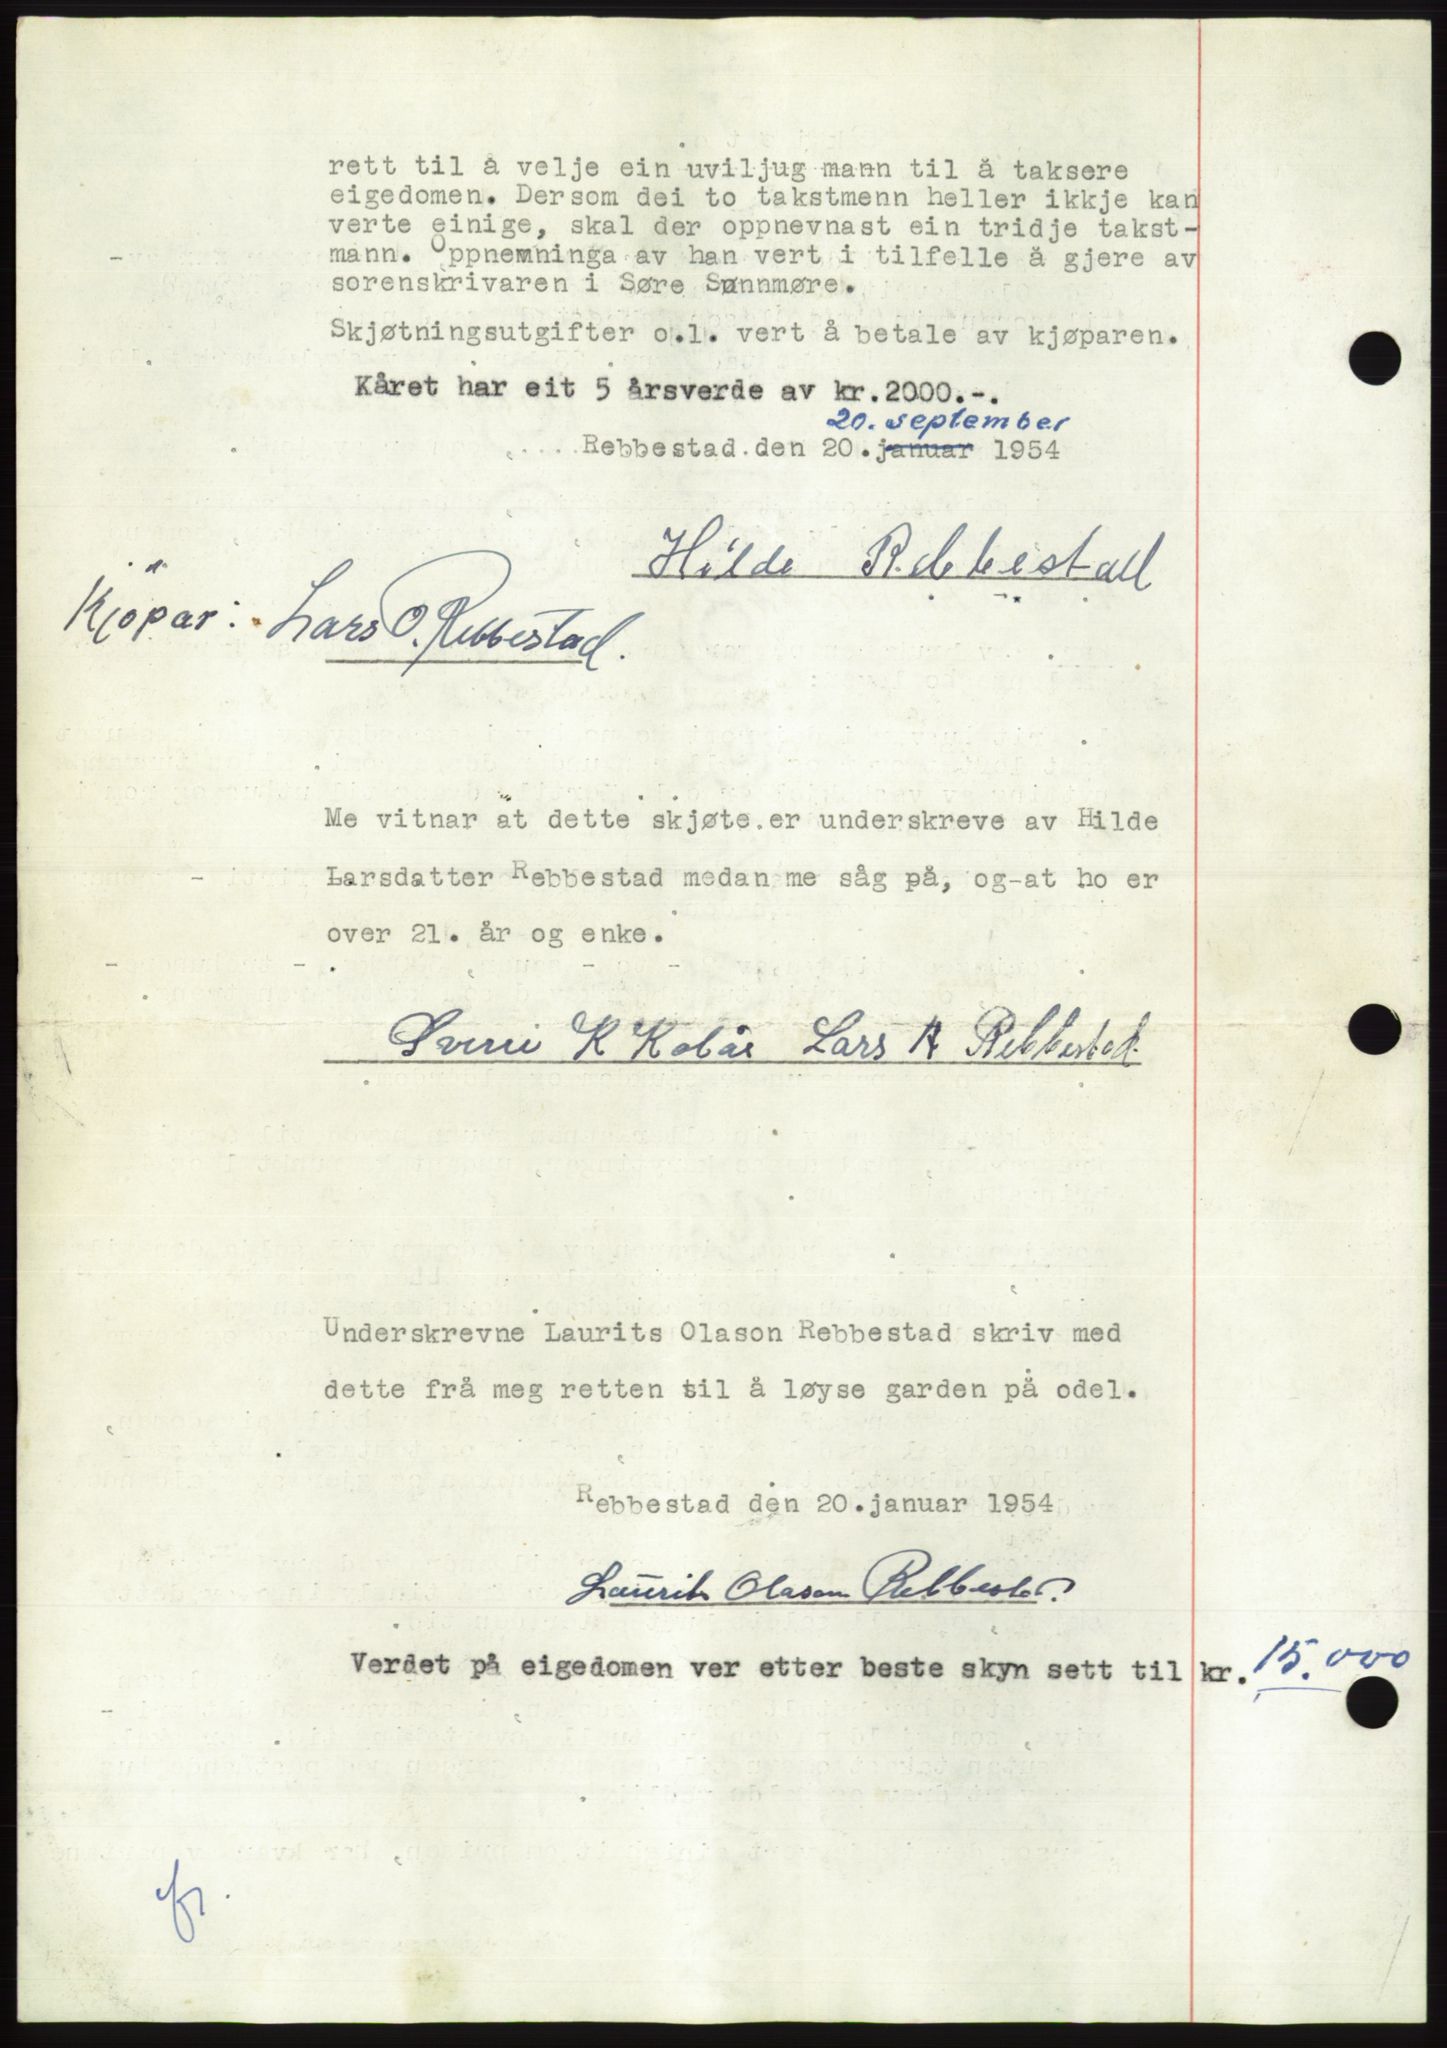 rett til å velje ein uviljug mann til å taksere
eigedomen. Dersom dei to takstmenn heller ikkje kan
verte einige, skal der oppnevnast ein tridje takst-
mann. Oppnemninga av han vert i tilfelle å gjere av
sorenskrivaren i Søre Sunnmøre.
Skjøtningsutgifter o.l. vert å betale av kjøparen.
Kåret har eit 5 årsverde av kr.2000.-.
20. september
Rebbestad den 20. januar 1954
Hilde Rebbestad
Kjöpar: Lars O. Rebbestad.
Me vitnar at dette skjøte er underskreve av Hilde
Larsdatter Rebbestad medan me såg på, og at ho er
over 21. år og enke.
Sverre K Kobås Lars R Rebbestad.
Underskrevne Laurits Olason Rebbestad skriv med
dette frå meg retten til å løyse garden på odel.
Rebbestad den 20.januar 1954
Laurits Olason Rebbestad.
Verdet på eigedomen ver etter beste skyn sett til kr. 15.000